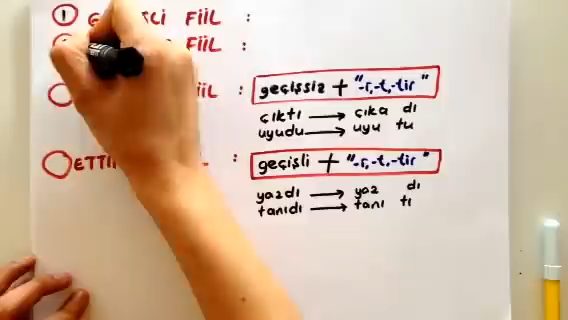 1 FİİL :
FİİL :
: geçişsiz + "-r, -t, -tir"
çıktı → çıka dı
uyudu → uyu tu
ETTİ : geçişli + "-r, -t, -tir"
yazdı → yaz dı
tanıdı → tanı tı